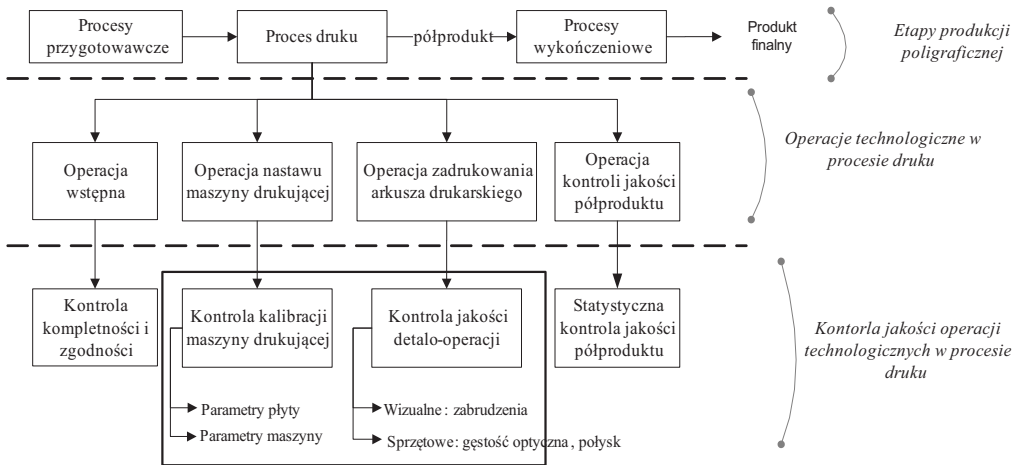 Procesy
przygotowawcze
Proces druku
półprodukt
Procesy
wykończeniowe
Produkt
finalny
Etapy produkcji
poligraficznej
Operacja
wstępna
Operacja nastawu
maszyny drukującej
Operacja zadrukowania
arkusza drukarskiego
Operacja
kontroli jakości
półproduktu
Operacje technologiczne w
procesie druku
Kontrola
kompletności i
zgodności
Kontrola kalibracji
maszyny drukującej
Kontrola jakości
detalo-operacji
Statystyczna
kontrola jakości
półproduktu
Kontorla jakości operacji
technologicznych w procesie
druku
Parametry płyty
Parametry maszyny
Wizualne: zabrudzenia
Sprzętowe: gęstość optyczna, połysk